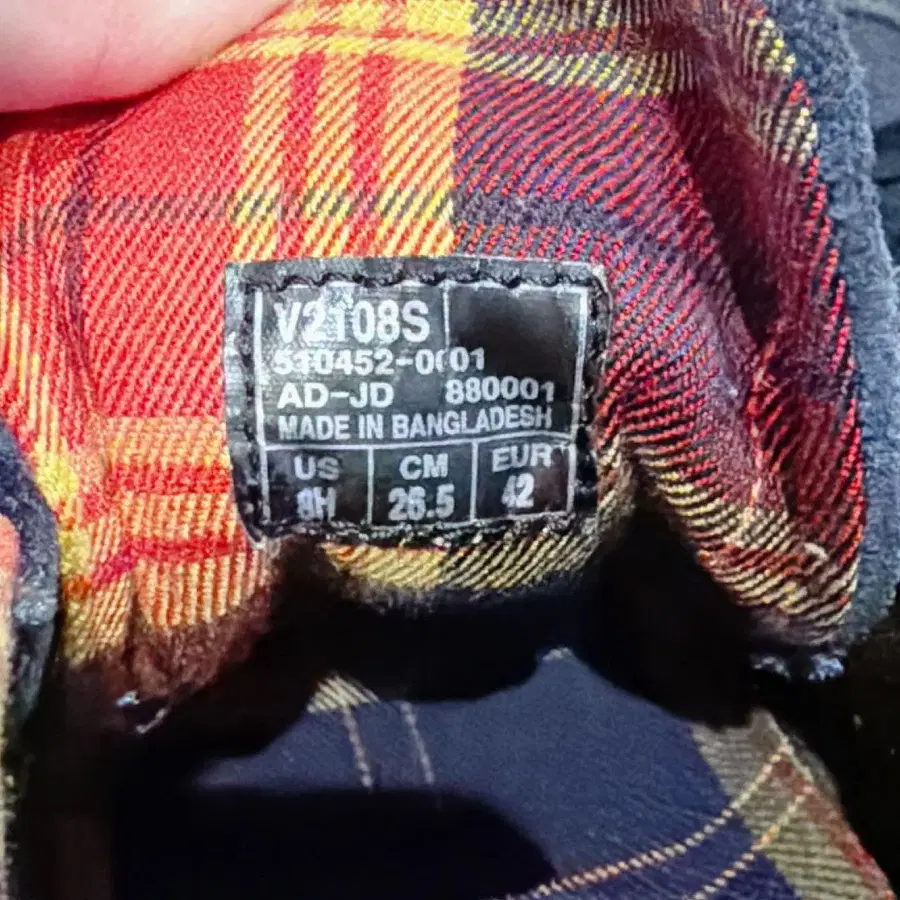 V2108S
510452-0001
AD-JD 880001
MADE IN BANGLADESH
US CM EUR
8H 26.5 42